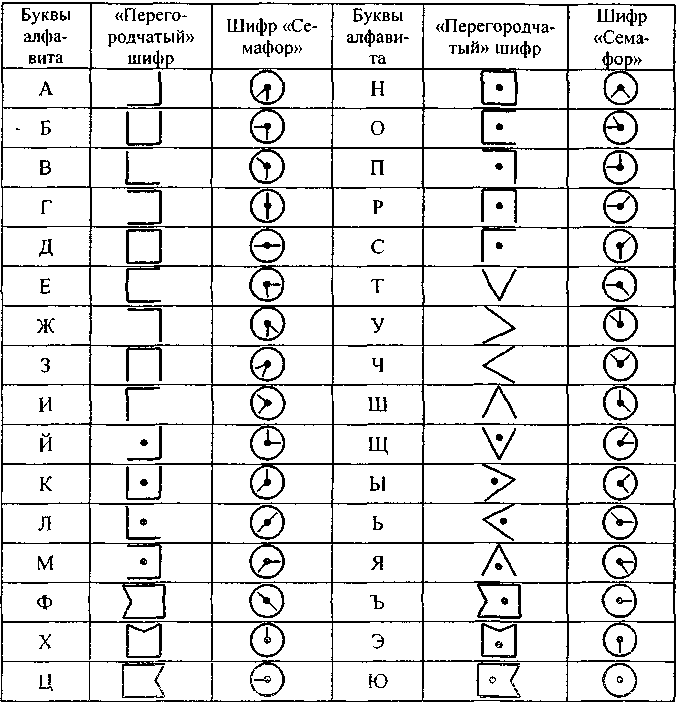 Буквы
алфа-
вита
«Перего-
родчатый»
шифр
Шифр «Се-
мафор»
Буквы
алфави-
та
«Перегородча-
тый» шифр
Шифр
«Сема-
фор»
А Н
Б О
В П
Г Р
Д С
Е Т
Ж У
З Ч
И Ш
Й Щ
К Ы
Л Ь
М Я
Ф Ъ
Х Э
Ц Ю